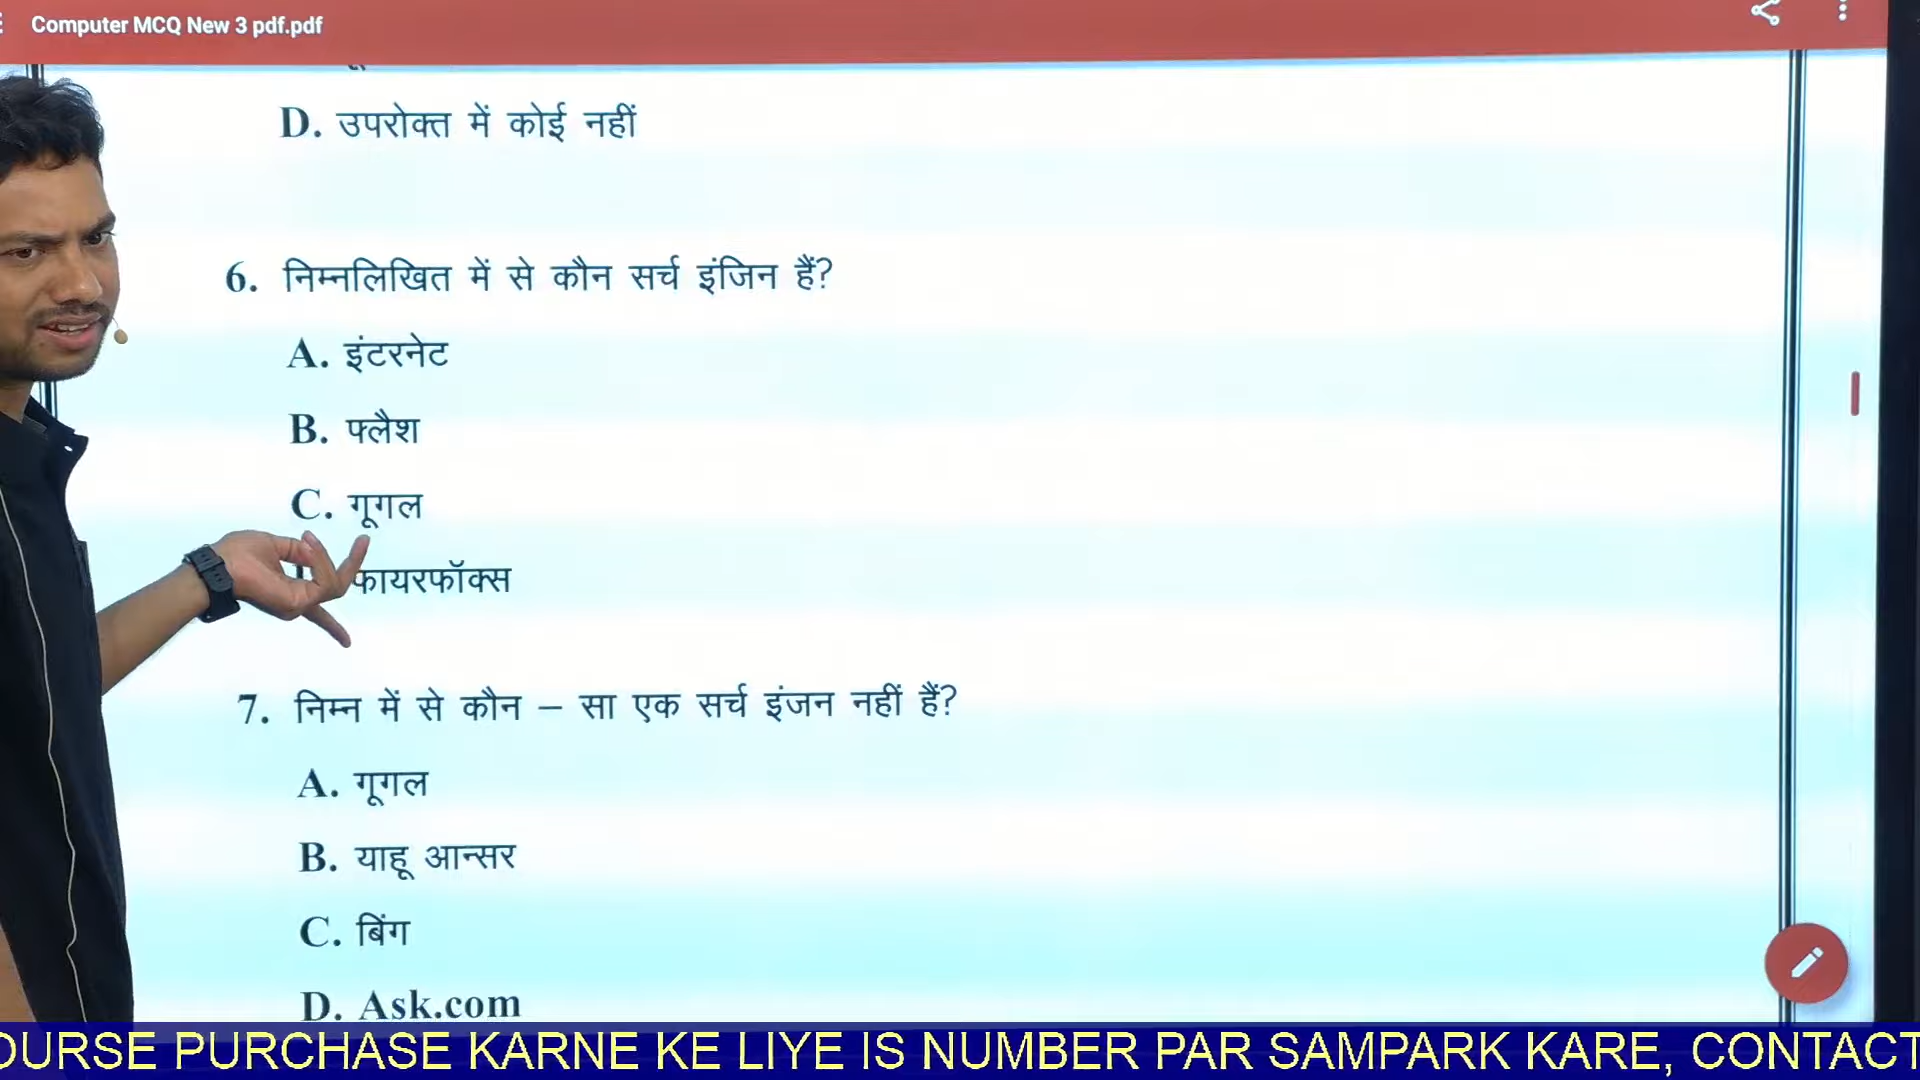 Computer MCQ New 3 pdf.pdf
D. उपरोक्त में कोई नहीं
6. निम्नलिखित में से कौन सर्च इंजिन हैं?
A. इंटरनेट
B. फ्लैश
C. गूगल
फायरफॉक्स
7. निम्न में से कौन – सा एक सर्च इंजन नहीं हैं?
A. गूगल
B. याहू आन्सर
C. बिंग
D. Ask.com
OURSE PURCHASE KARNE KE LIYE IS NUMBER PAR SAMPARK KARE, CONTACT